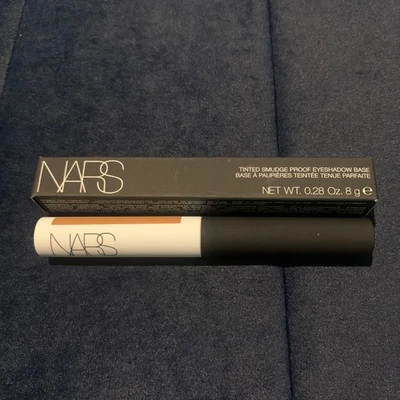 NARS
TINTED SMUDGE PROOF EYESHADOW BASE
BASE À PAUPIÈRES TEINTÉE TENUE PARFAITE
NET WT. 0.28 Oz. 8 g ℮
NARS